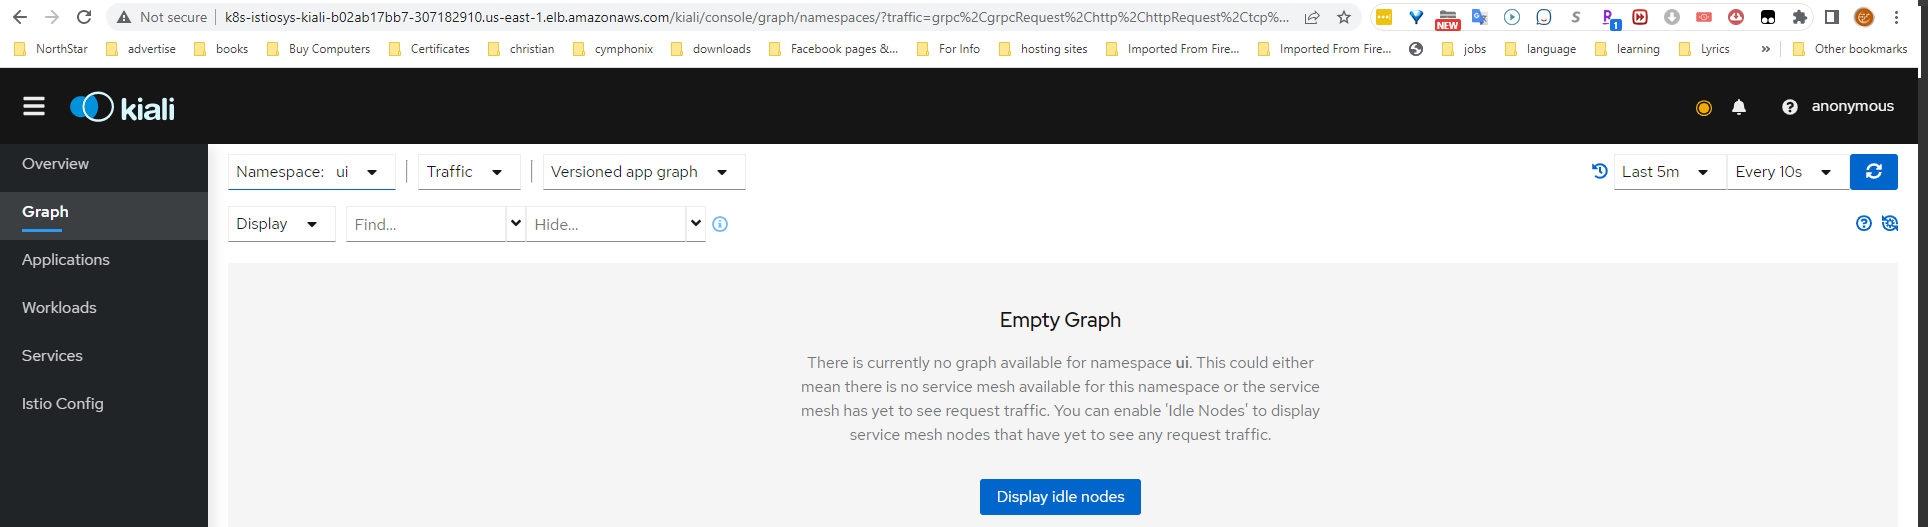 Not secure k8s-istiosys-kiali-b02ab17bb7-307182910.us-east-1.elb.amazonaws.com/kiali/console/graph/namespaces/?traffic=grpc%2CgrpcRequest%2Chttp%2ChttpRequest%2Ctcp%...
NEW
1
NorthStar advertise books Buy Computers Certificates christian cymphonix downloads Facebook pages &... For Info hosting sites Imported From Fire... Imported From Fire... jobs language learning Lyrics » Other bookmarks
kiali
anonymous
Overview
Graph
Applications
Workloads
Services
Istio Config
Namespace: ui Traffic Versioned app graph Last 5m Every 10s
Display Find... Hide...
Empty Graph
There is currently no graph available for namespace ui. This could either
mean there is no service mesh available for this namespace or the service
mesh has yet to see request traffic. You can enable 'Idle Nodes' to display
service mesh nodes that have yet to see any request traffic.
Display idle nodes